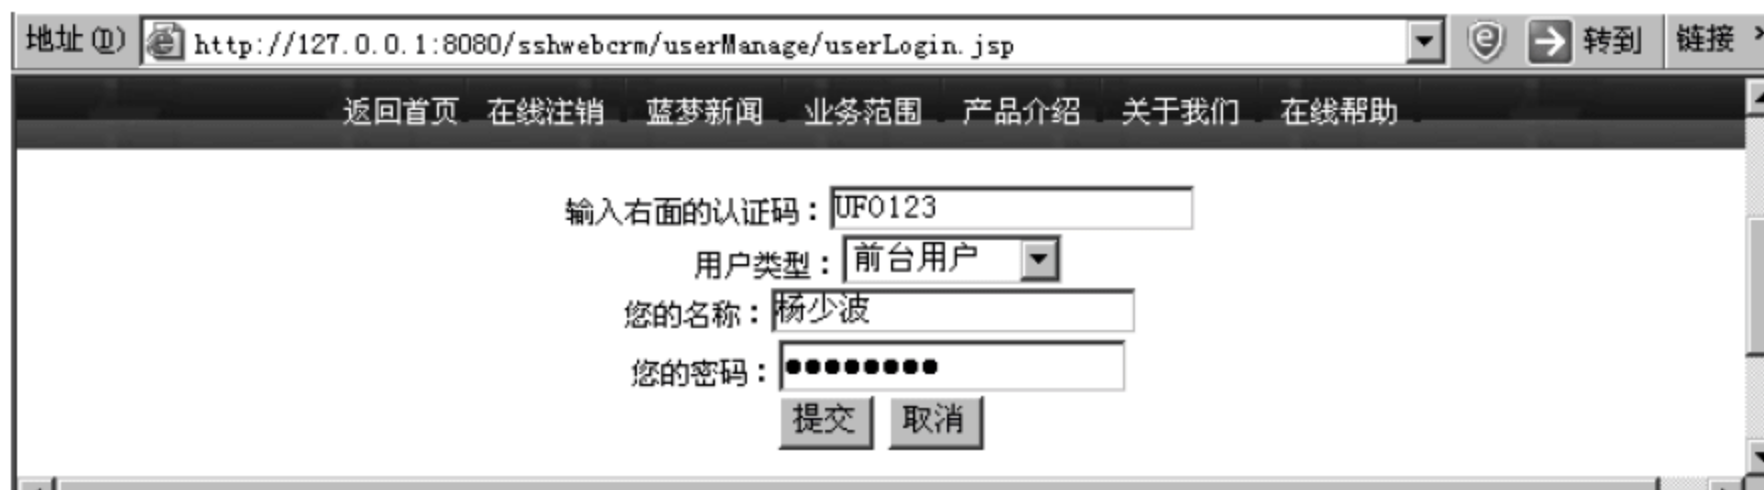 地址(D) http://127.0.0.1:8080/sshwebcrm/userManage/userLogin.jsp 转到 链接
返回首页 在线注销 蓝梦新闻 业务范围 产品介绍 关于我们 在线帮助
输入右面的认证码：UFO123
用户类型：前台用户
您的名称：杨少波
您的密码：●●●●●●●●
提交 取消